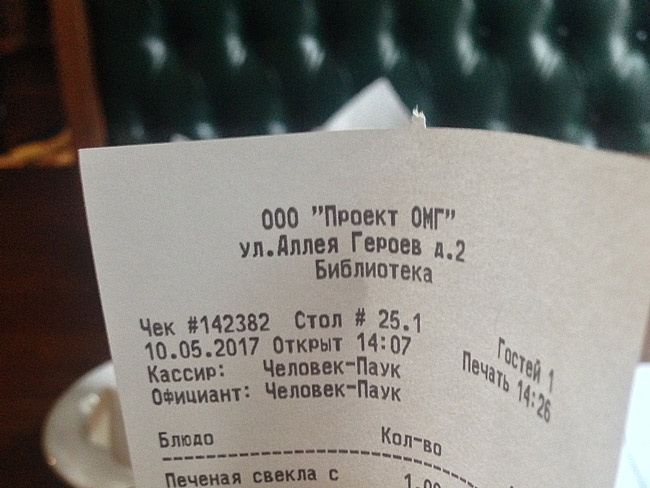 ООО "Проект ОМГ"
ул.Аллея Героев д.2
Библиотека
Чек #142382 Стол # 25.1
10.05.2017 Открыт 14:07 Гостей 1
Кассир: Человек-Паук Печать 14:26
Официант: Человек-Паук
Блюдо Кол-во
Печеная свекла с